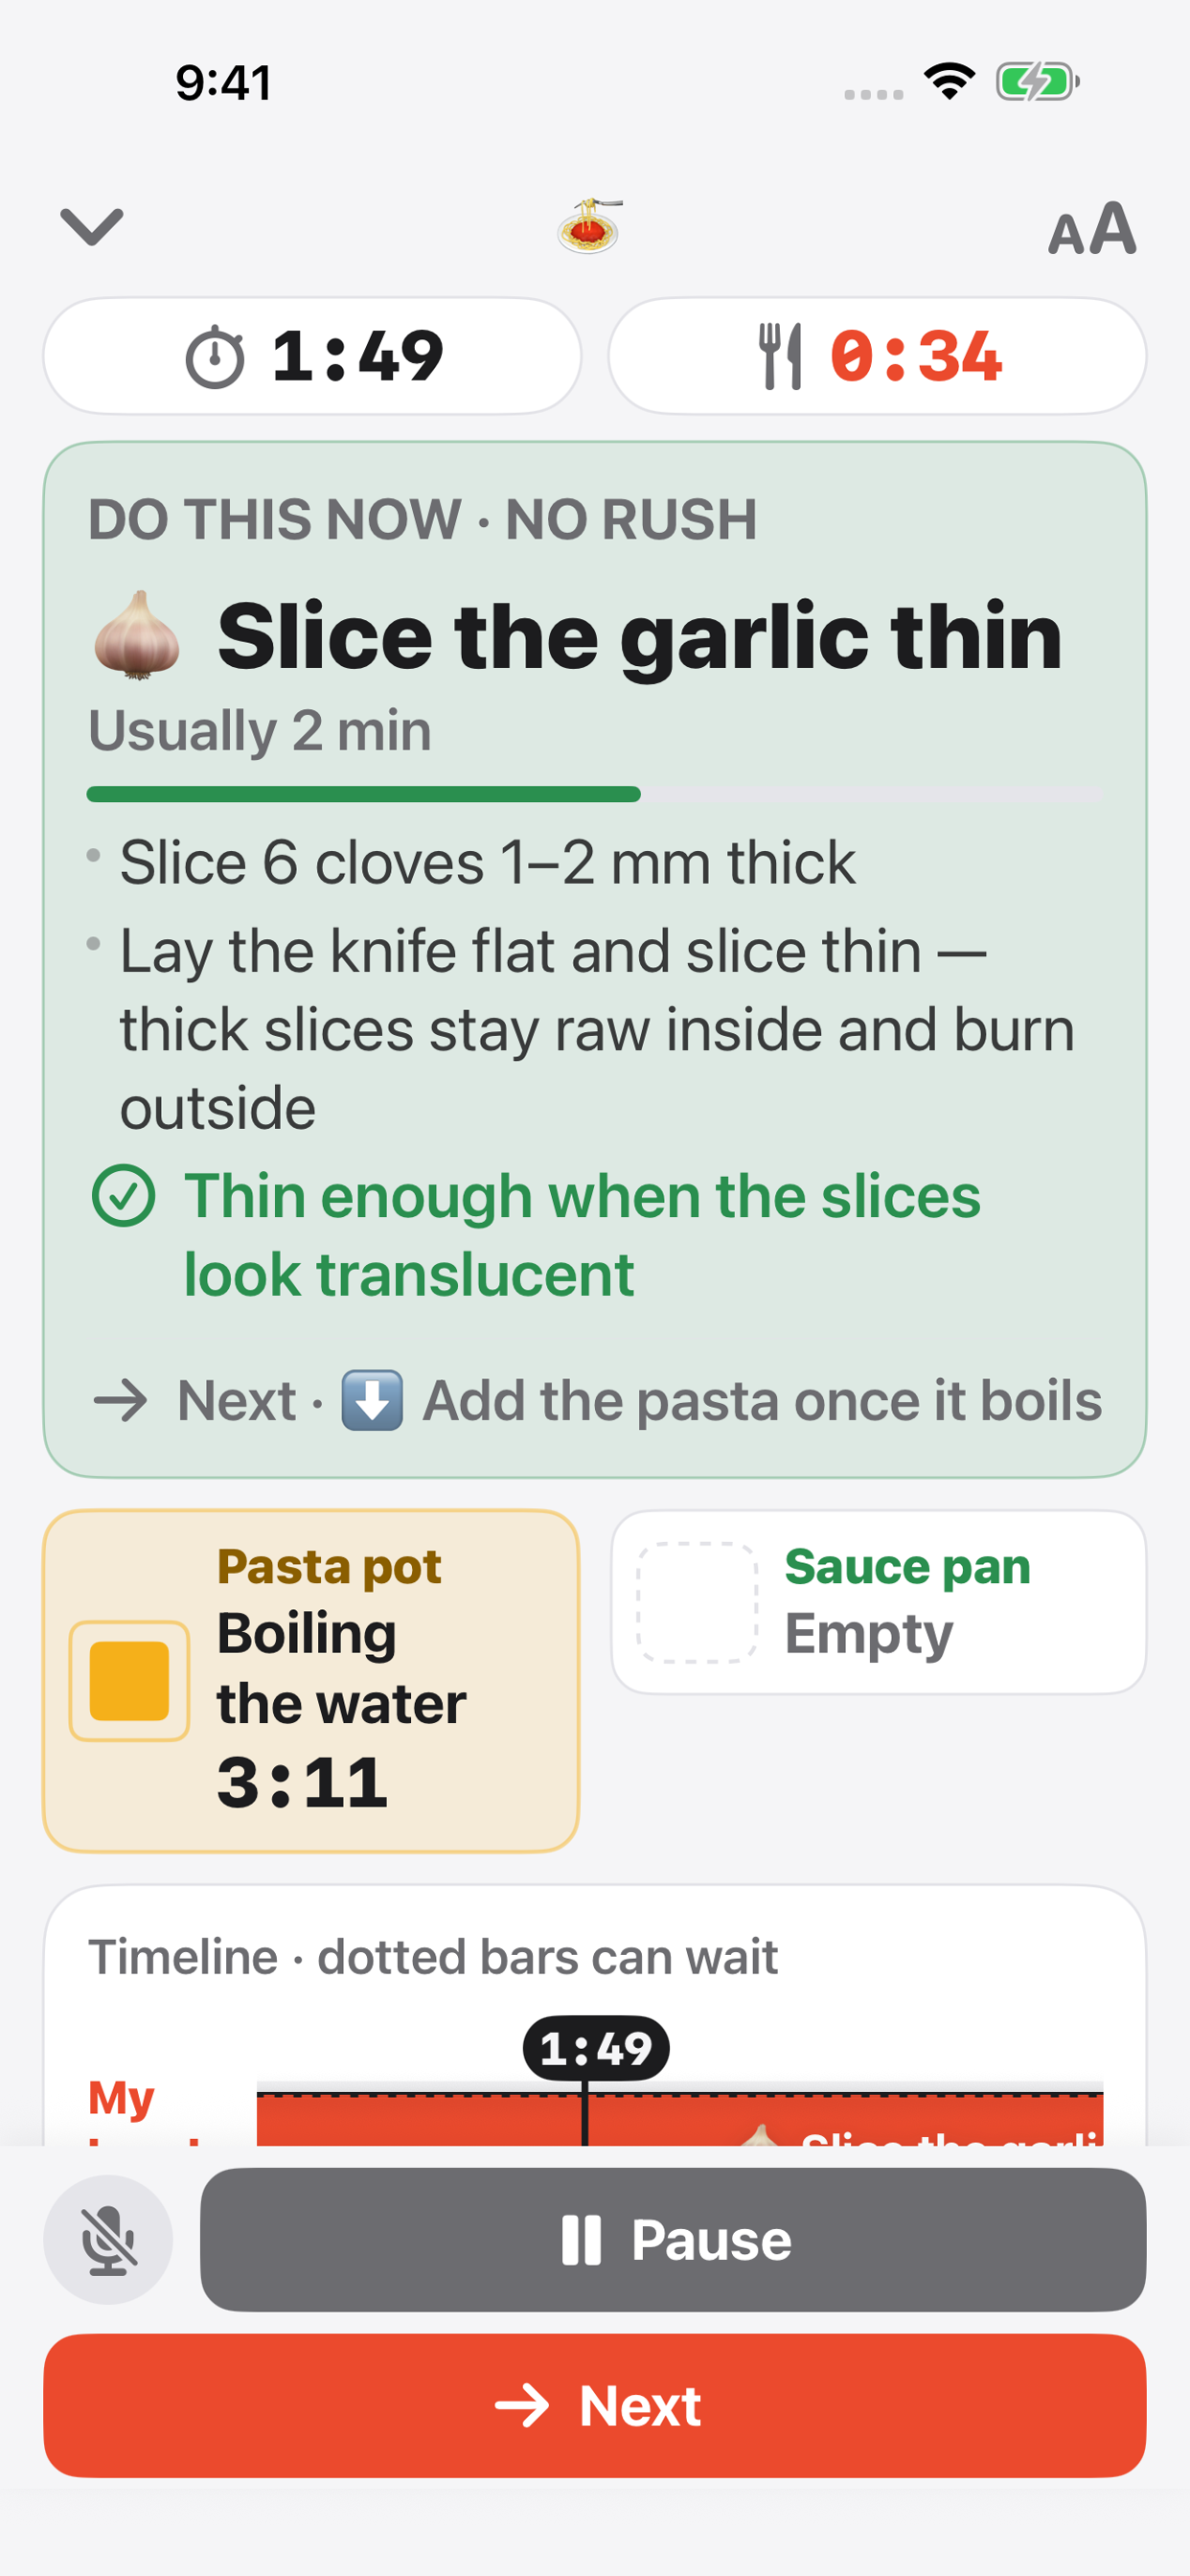 9:41
AA
1:49
0:34
DO THIS NOW · NO RUSH
Slice the garlic thin
Usually 2 min
Slice 6 cloves 1–2 mm thick
Lay the knife flat and slice thin —
thick slices stay raw inside and burn
outside
Thin enough when the slices
look translucent
Next · Add the pasta once it boils
Pasta pot
Boiling
the water
3:11
Sauce pan
Empty
Timeline · dotted bars can wait
1:49
My
Slice the garli
Pause
Next